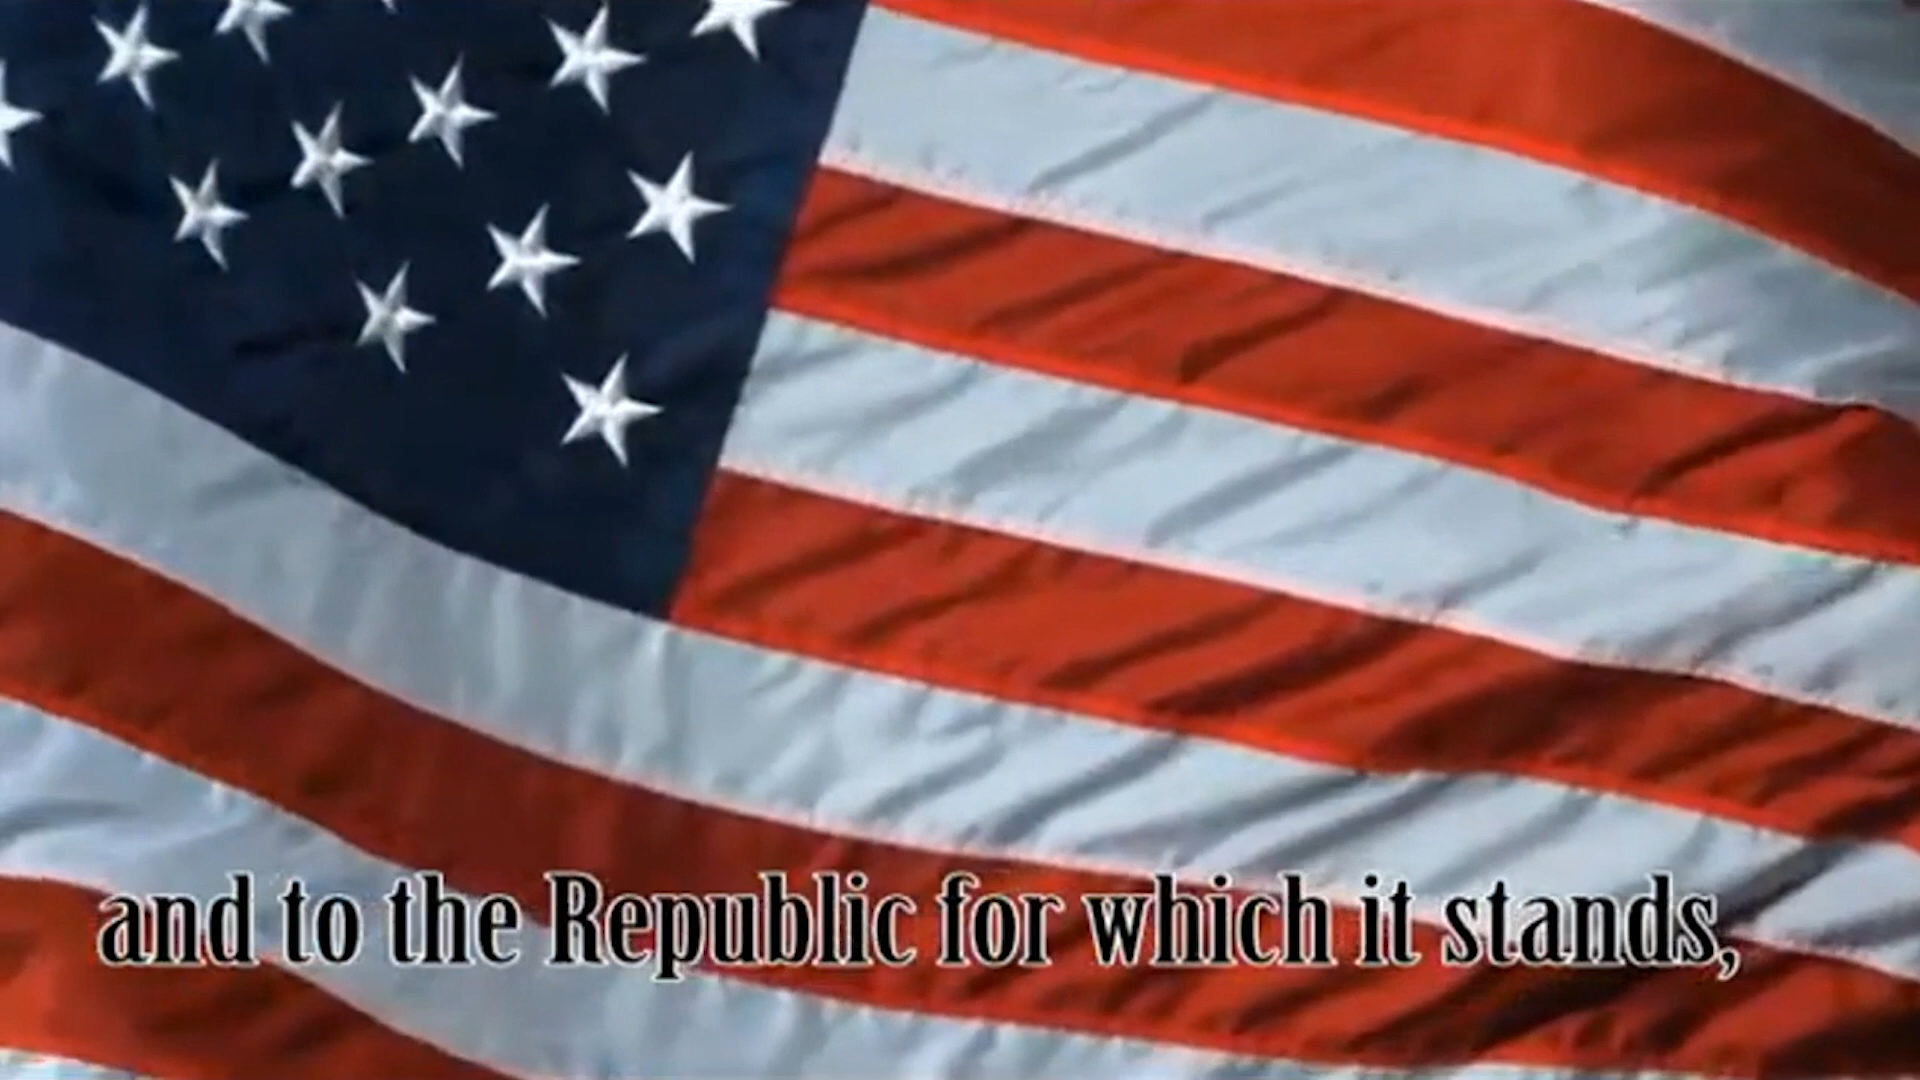 and to the Republic for which it stands,